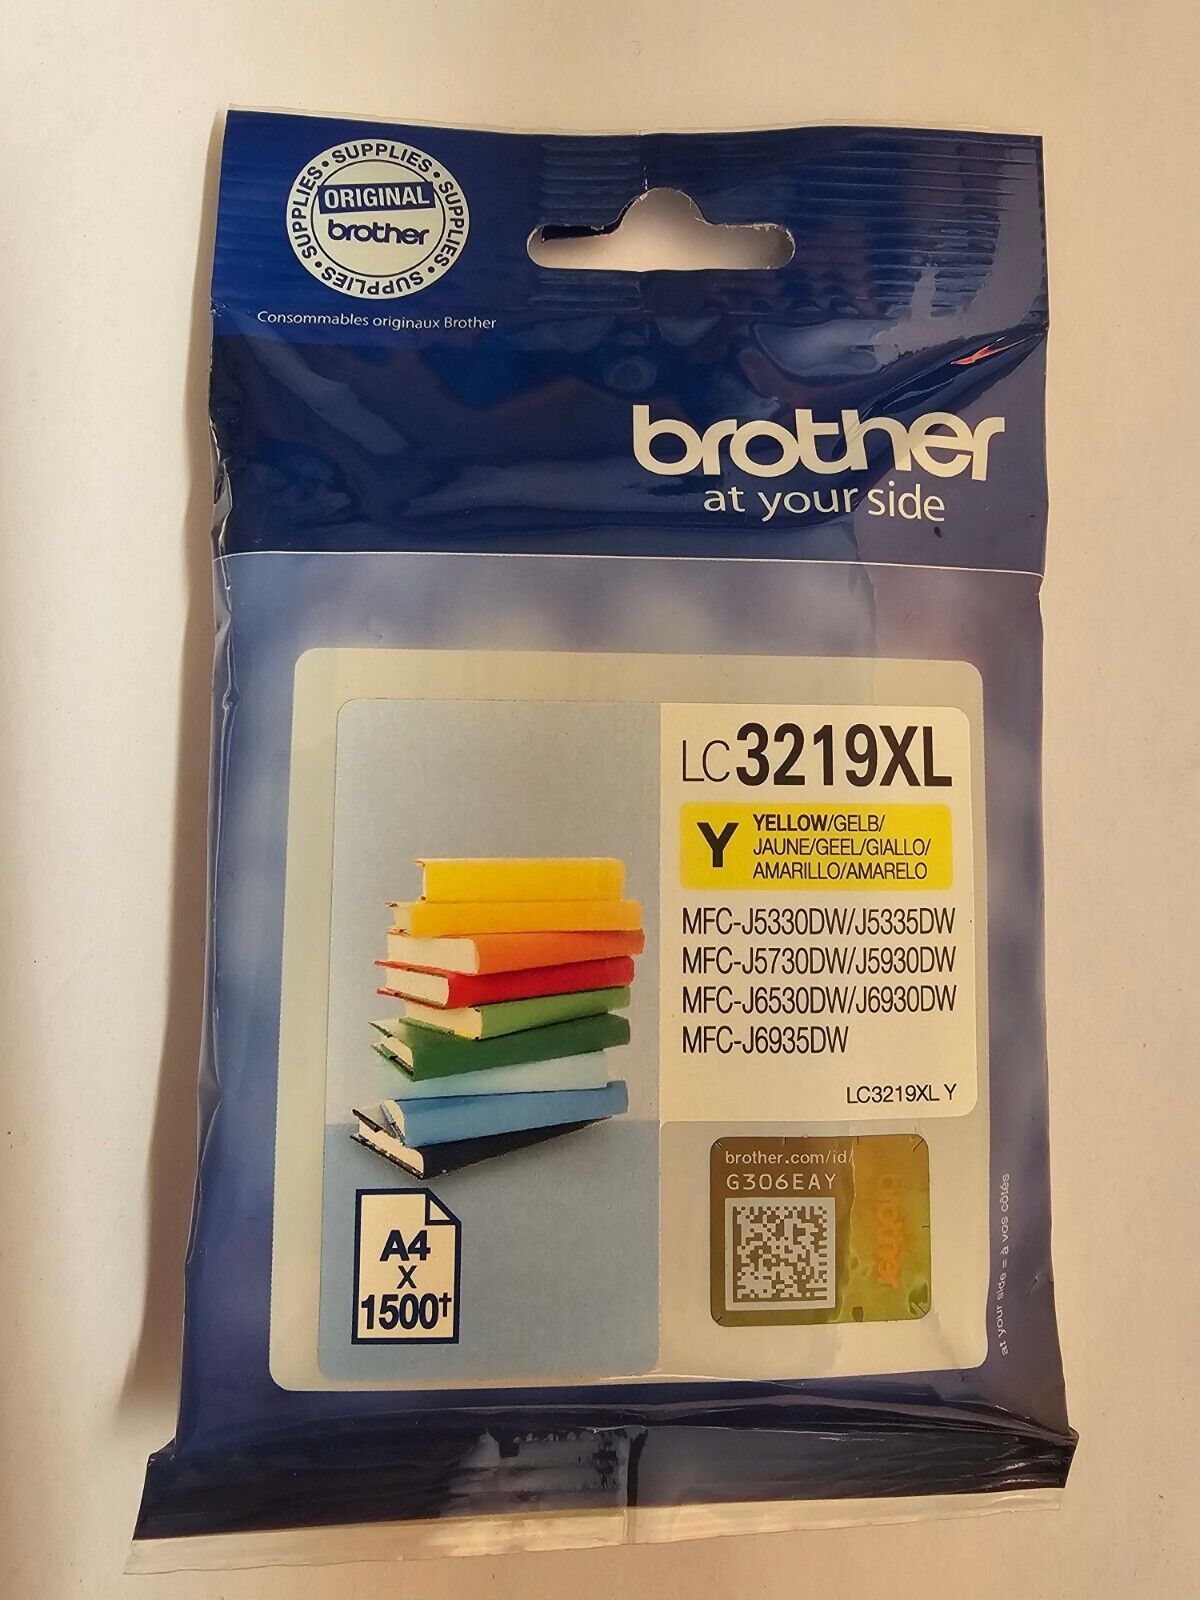 SUPPLIES • SUPPLIES • SUPPLIES • SUPPLIES •
ORIGINAL
brother
Consommables originaux Brother
brother
at your side
LC3219XL
Y
YELLOW/GELB/
JAUNE/GEEL/GIALLO/
AMARILLO/AMARELO
MFC-J5330DW/J5335DW
MFC-J5730DW/J5930DW
MFC-J6530DW/J6930DW
MFC-J6935DW
LC3219XL Y
brother.com/id/
G306EAY
brother
A4
x
1500†
at your side = à vos côtés